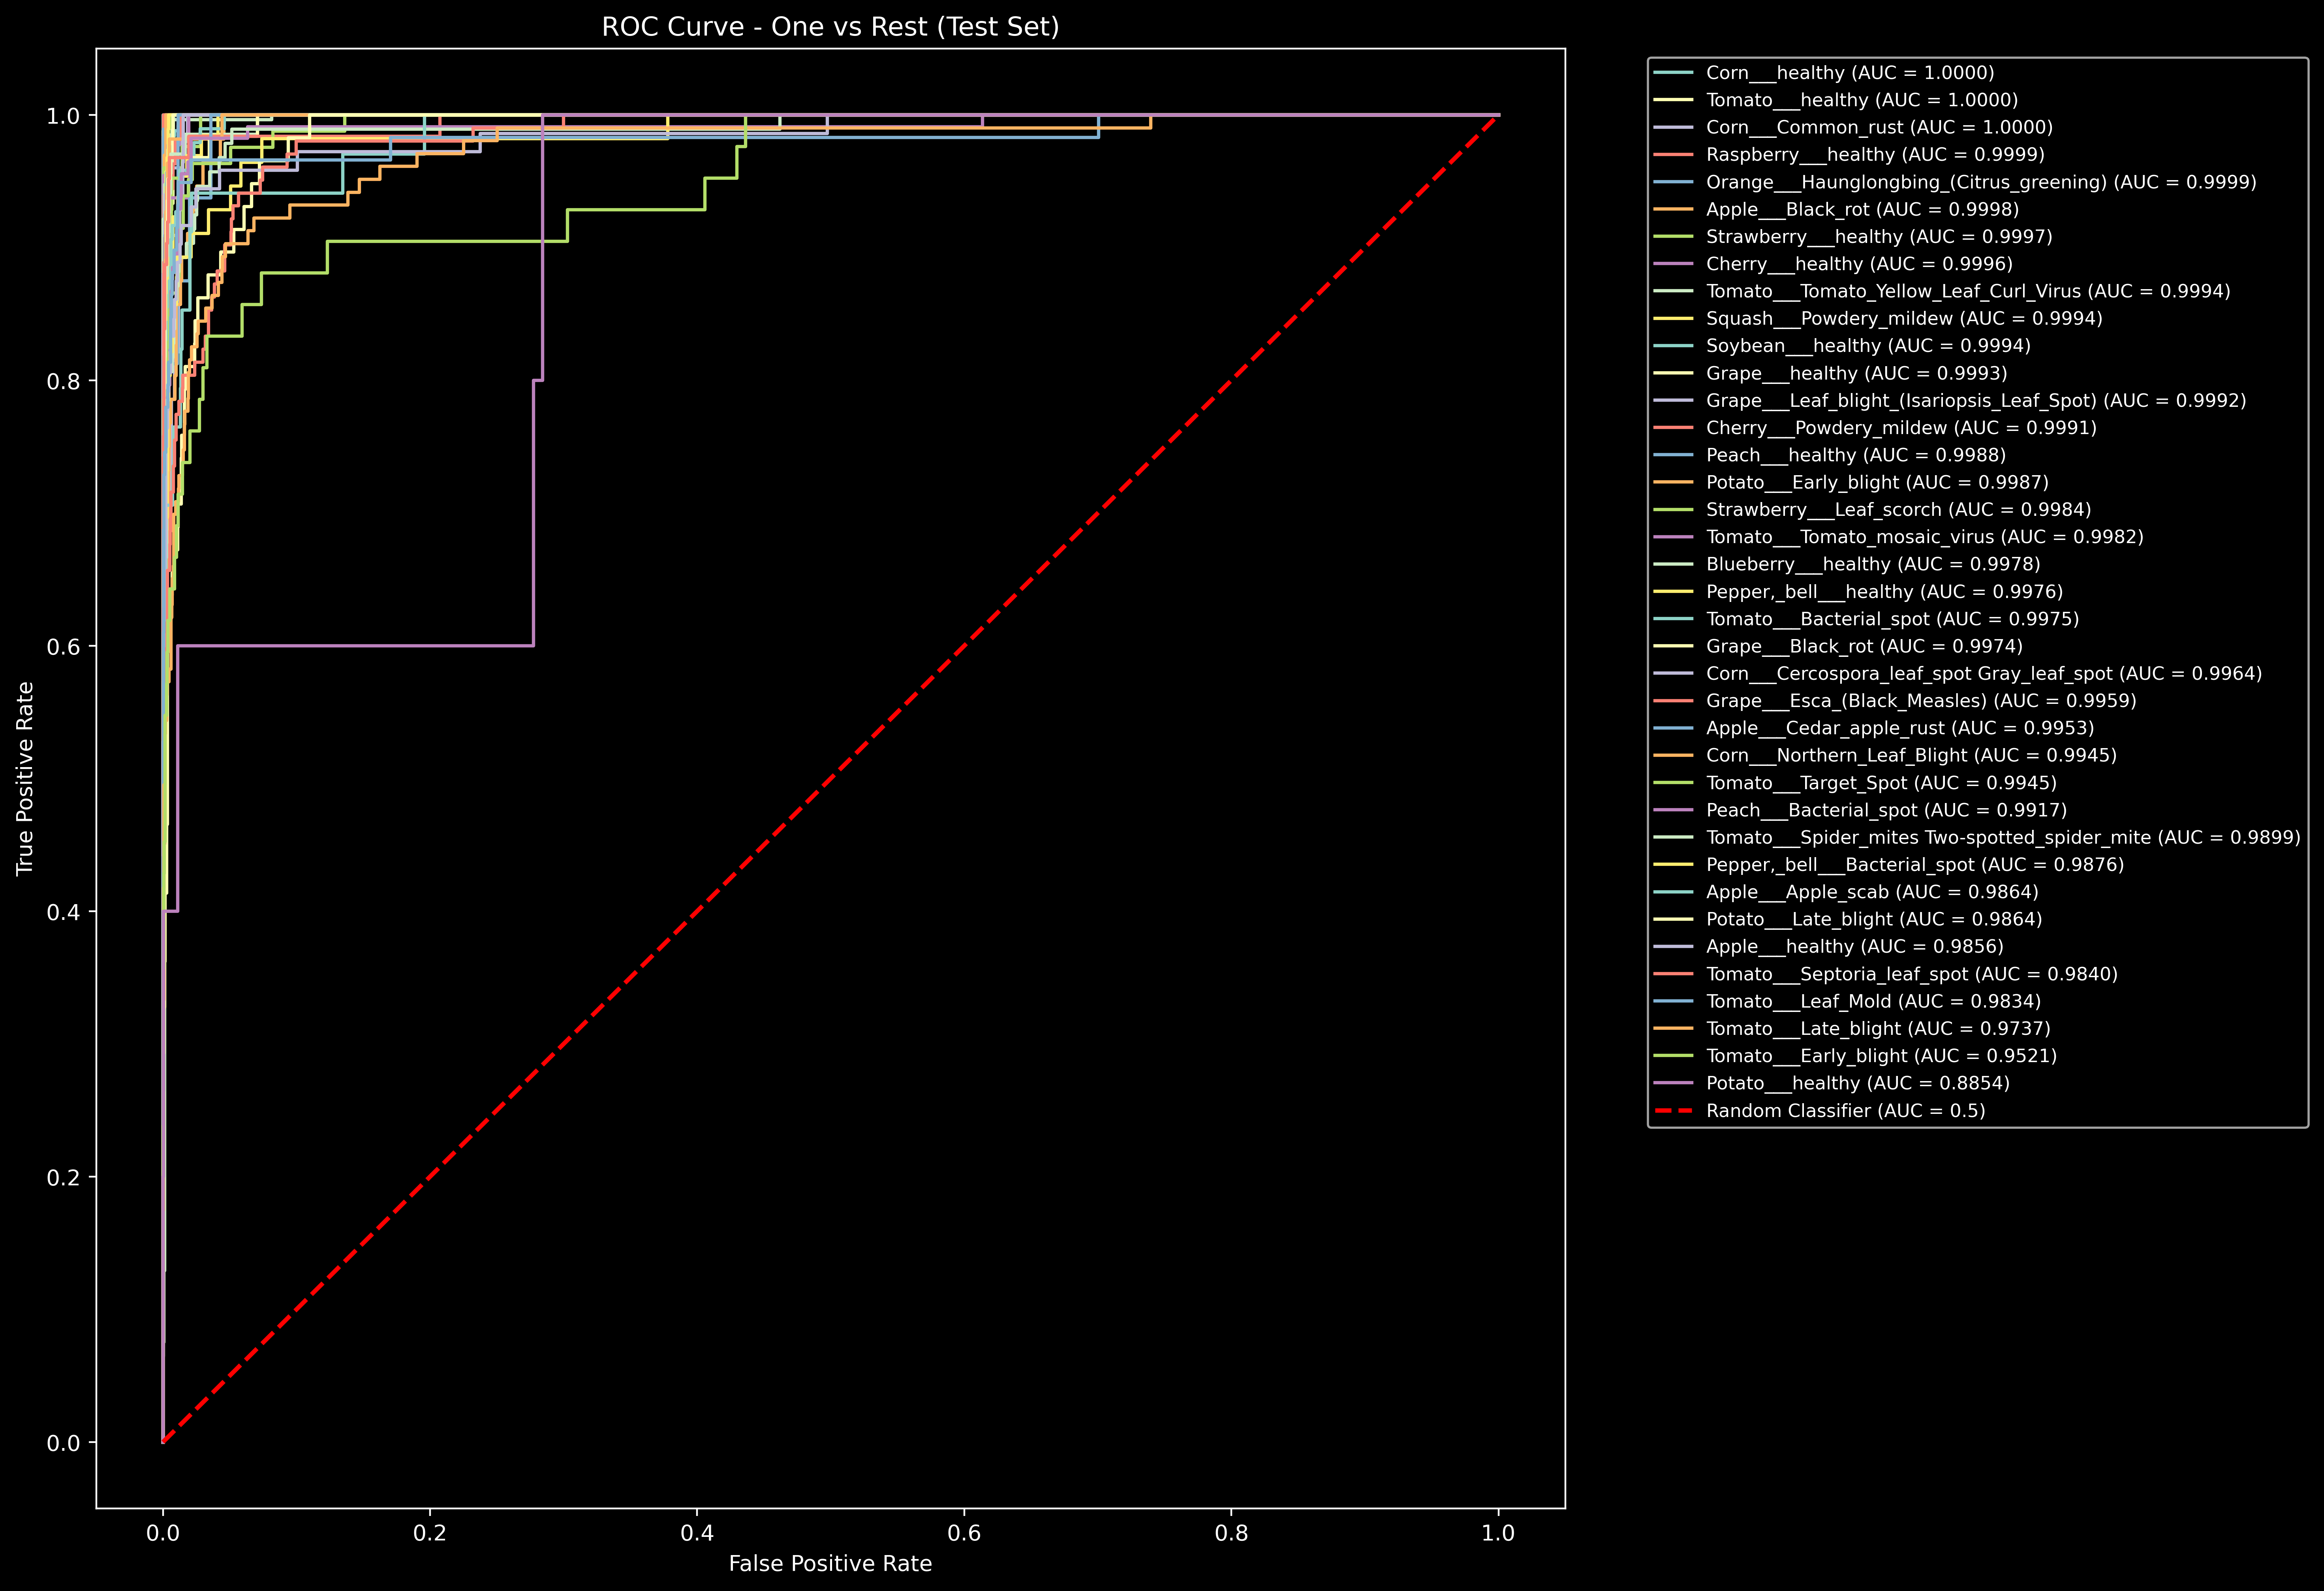 ROC Curve - One vs Rest (Test Set)
True Positive Rate
1.0
0.8
0.6
0.4
0.2
0.0
0.0 0.2 0.4 0.6 0.8 1.0
False Positive Rate
Corn___healthy (AUC = 1.0000)
Tomato___healthy (AUC = 1.0000)
Corn___Common_rust (AUC = 1.0000)
Raspberry___healthy (AUC = 0.9999)
Orange___Haunglongbing_(Citrus_greening) (AUC = 0.9999)
Apple___Black_rot (AUC = 0.9998)
Strawberry___healthy (AUC = 0.9997)
Cherry___healthy (AUC = 0.9996)
Tomato___Tomato_Yellow_Leaf_Curl_Virus (AUC = 0.9994)
Squash___Powdery_mildew (AUC = 0.9994)
Soybean___healthy (AUC = 0.9994)
Grape___healthy (AUC = 0.9993)
Grape___Leaf_blight_(Isariopsis_Leaf_Spot) (AUC = 0.9992)
Cherry___Powdery_mildew (AUC = 0.9991)
Peach___healthy (AUC = 0.9988)
Potato___Early_blight (AUC = 0.9987)
Strawberry___Leaf_scorch (AUC = 0.9984)
Tomato___Tomato_mosaic_virus (AUC = 0.9982)
Blueberry___healthy (AUC = 0.9978)
Pepper,_bell___healthy (AUC = 0.9976)
Tomato___Bacterial_spot (AUC = 0.9975)
Grape___Black_rot (AUC = 0.9974)
Corn___Cercospora_leaf_spot Gray_leaf_spot (AUC = 0.9964)
Grape___Esca_(Black_Measles) (AUC = 0.9959)
Apple___Cedar_apple_rust (AUC = 0.9953)
Corn___Northern_Leaf_Blight (AUC = 0.9945)
Tomato___Target_Spot (AUC = 0.9945)
Peach___Bacterial_spot (AUC = 0.9917)
Tomato___Spider_mites Two-spotted_spider_mite (AUC = 0.9899)
Pepper,_bell___Bacterial_spot (AUC = 0.9876)
Apple___Apple_scab (AUC = 0.9864)
Potato___Late_blight (AUC = 0.9864)
Apple___healthy (AUC = 0.9856)
Tomato___Septoria_leaf_spot (AUC = 0.9840)
Tomato___Leaf_Mold (AUC = 0.9834)
Tomato___Late_blight (AUC = 0.9737)
Tomato___Early_blight (AUC = 0.9521)
Potato___healthy (AUC = 0.8854)
Random Classifier (AUC = 0.5)